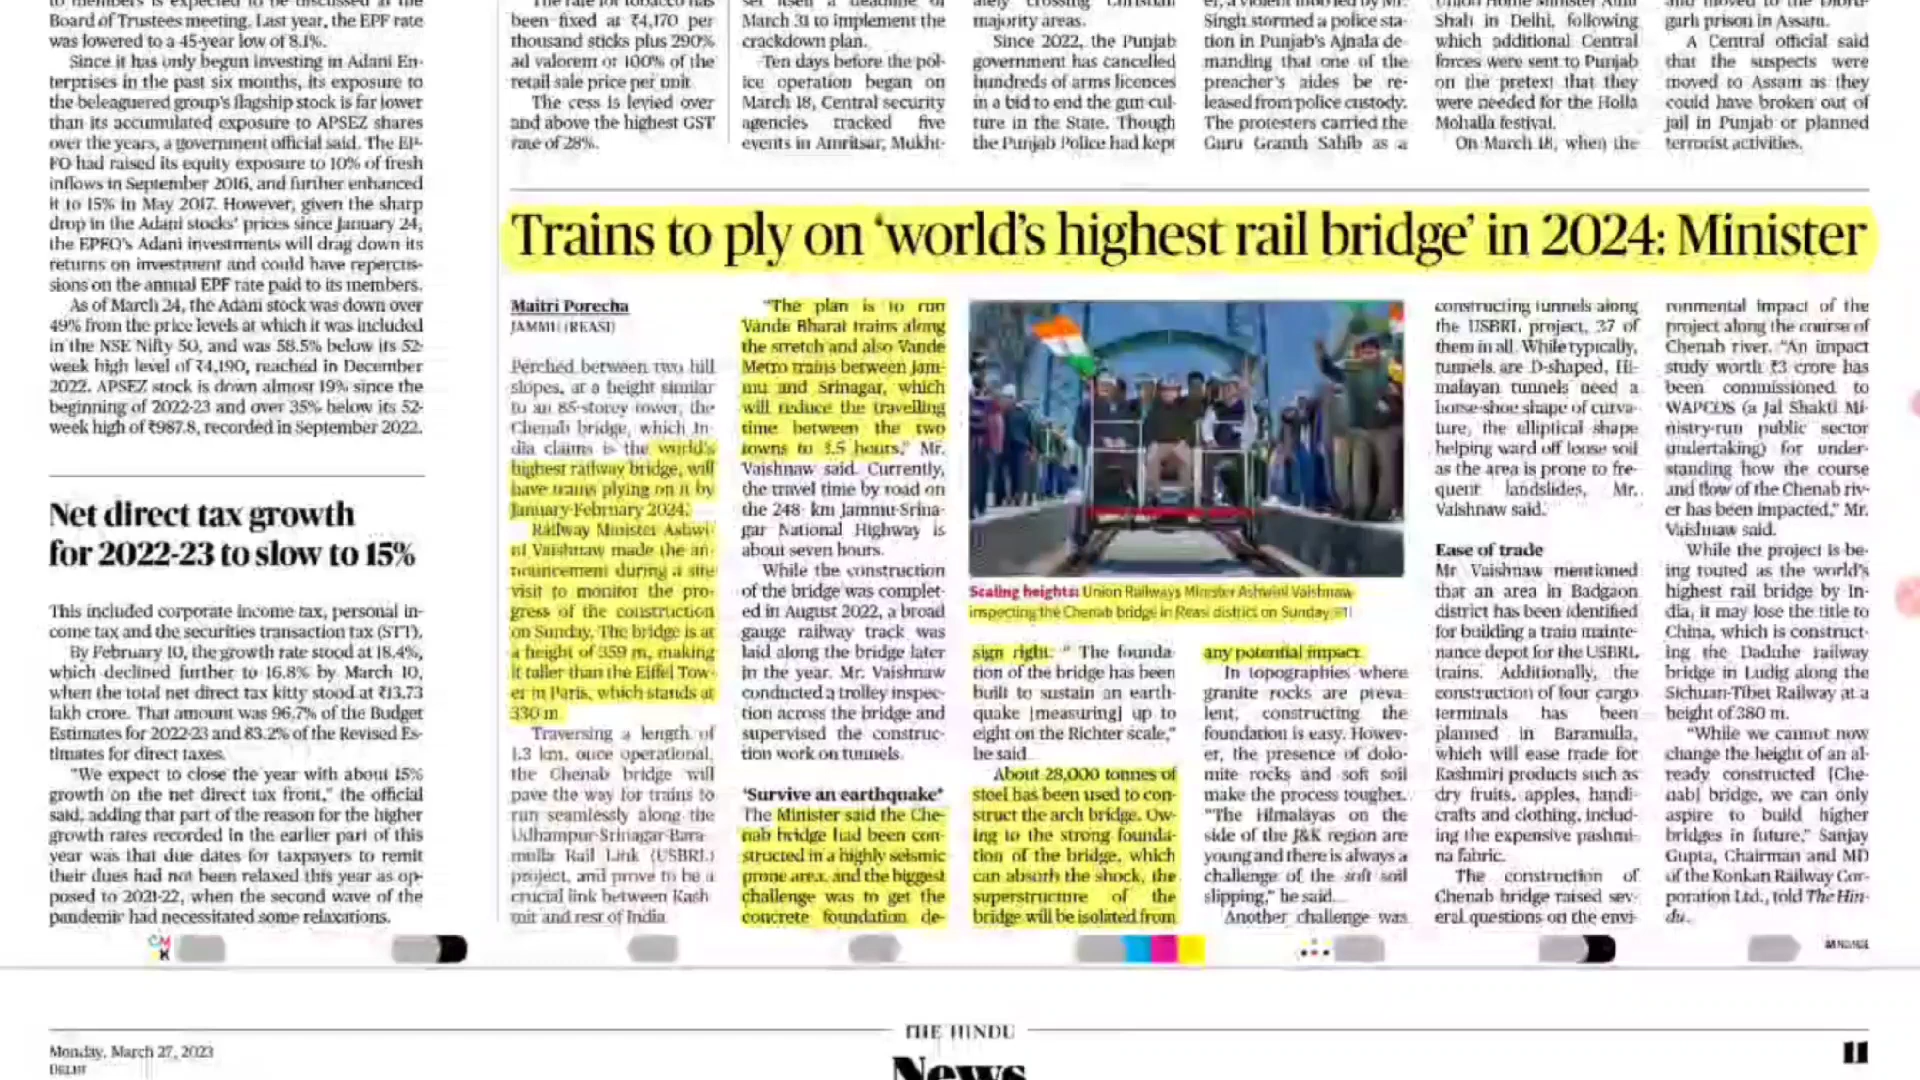 to members is expected to be discussed at the
Board of Trustees meeting. Last year, the EPF rate
was lowered to a 45-year low of 8.1%.
Since it has only begun investing in Adani En-
terprises in the past six months, its exposure to
the beleaguered group's flagship stock is far lower
than its accumulated exposure to APSEZ shares
over the years, a government official said. The EP-
FO had raised its equity exposure to 10% of fresh
inflows in September 2016, and further enhanced
it to 15% in May 2017. However, given the sharp
drop in the Adani stocks' prices since January 24,
the EPFO's Adani investments will drag down its
returns on investment and could have repercus-
sions on the annual EPF rate paid to its members.
As of March 24, the Adani stock was down over
49% from the price levels at which it was included
in the NSE Nifty 50, and was 58.5% below its 52-
week high level of ₹4,190, reached in December
2022. APSEZ stock is down almost 19% since the
beginning of 2022-23 and over 35% below its 52-
week high of ₹987.8, recorded in September 2022.
Net direct tax growth
for 2022-23 to slow to 15%
This included corporate income tax, personal in-
come tax and the securities transaction tax (STT).
By February 10, the growth rate stood at 18.4%,
which declined further to 16.8% by March 10,
when the total net direct tax kitty stood at ₹13.73
lakh crore. That amount was 96.7% of the Budget
Estimates for 2022-23 and 83.2% of the Revised Es-
timates for direct taxes.
"We expect to close the year with about 15%
growth on the net direct tax front," the official
said, adding that part of the reason for the higher
growth rates recorded in the earlier part of this
year was that due dates for taxpayers to remit
their dues had not been relaxed this year as op-
posed to 2021-22, when the second wave of the
pandemic had necessitated some relaxations.
The rate for tobacco has
been fixed at ₹4,170 per
thousand sticks plus 290%
ad valorem or 100% of the
retail sale price per unit.
The cess is levied over
and above the highest GST
rate of 28%.
set itself a deadline of
March 31 to implement the
crackdown plan.
Ten days before the pol-
ice operation began on
March 18, Central security
agencies tracked five
events in Amritsar, Mukht-
ately crossing Christian
majority areas.
Since 2022, the Punjab
government has cancelled
hundreds of arms licences
in a bid to end the gun cul-
ture in the State. Though
the Punjab Police had kept
er, a violent mob led by Mr.
Singh stormed a police sta-
tion in Punjab's Ajnala de-
manding that one of the
preacher's aides be re-
leased from police custody.
The protesters carried the
Guru Granth Sahib as a
Union Home Minister Amit
Shah in Delhi, following
which additional Central
forces were sent to Punjab
on the pretext that they
were needed for the Holla
Mohalla festival.
On March 18, when the
and moved to the Dibru-
garh prison in Assam.
A Central official said
that the suspects were
moved to Assam as they
could have broken out of
jail in Punjab or planned
terrorist activities.
Trains to ply on 'world's highest rail bridge' in 2024: Minister
Maitri Porecha
JAMMU (REASI)
Perched between two hill
slopes, at a height similar
to an 85-storey tower, the
Chenab bridge, which In-
dia claims is the world's
highest railway bridge, will
have trains plying on it by
January-February 2024.
Railway Minister Ashwi-
ni Vaishnaw made the an-
nouncement during a site
visit to monitor the pro-
gress of the construction
on Sunday. The bridge is at
a height of 359 m, making
it taller than the Eiffel Tow-
er in Paris, which stands at
330 m.
Traversing a length of
1.3 km, once operational,
the Chenab bridge will
pave the way for trains to
run seamlessly along the
Udhampur-Srinagar-Bara-
mulla Rail Link (USBRL)
project, and prove to be a
crucial link between Kash
mir and rest of India.
"The plan is to run
Vande Bharat trains along
the stretch and also Vande
Metro trains between Jam-
mu and Srinagar, which
will reduce the travelling
time between the two
towns to 3.5 hours," Mr.
Vaishnaw said. Currently,
the travel time by road on
the 248- km Jammu-Srina-
gar National Highway is
about seven hours.
While the construction
of the bridge was complet-
ed in August 2022, a broad
gauge railway track was
laid along the bridge later
in the year. Mr. Vaishnaw
conducted a trolley inspec-
tion across the bridge and
supervised the construc-
tion work on tunnels.
'Survive an earthquake'
The Minister said the Che-
nab bridge had been con-
structed in a highly seismic
prone area, and the biggest
challenge was to get the
concrete foundation de-
Scaling heights: Union Railways Minister Ashwini Vaishnaw
inspecting the Chenab bridge in Reasi district on Sunday. PTI
sign right. " The founda-
tion of the bridge has been
built to sustain an earth-
quake [measuring] up to
eight on the Richter scale,"
he said.
About 28,000 tonnes of
steel has been used to con-
struct the arch bridge. Ow-
ing to the strong founda-
tion of the bridge, which
can absorb the shock, the
superstructure of the
bridge will be isolated from
any potential impact.
In topographies where
granite rocks are preva-
lent, constructing the
foundation is easy. Howev-
er, the presence of dolo-
mite rocks and soft soil
make the process tougher.
"The Himalayas on the
side of the J&K region are
young and there is always a
challenge of the soft soil
slipping," he said.
Another challenge was
constructing tunnels along
the USBRL project, 37 of
them in all. While typically,
tunnels are D-shaped, Hi-
malayan tunnels need a
horse-shoe shape of curva-
ture, the elliptical shape
helping ward off loose soil
as the area is prone to fre-
quent landslides, Mr.
Vaishnaw said.
Ease of trade
Mr Vaishnaw mentioned
that an area in Badgaon
district has been identified
for building a train mainte-
nance depot for the USBRL
trains. Additionally, the
construction of four cargo
terminals has been
planned in Baramulla,
which will ease trade for
Kashmiri products such as
dry fruits, apples, handi-
crafts and clothing, includ-
ing the expensive pashmi-
na fabric.
The construction of
Chenab bridge raised sev-
eral questions on the envi-
ronmental impact of the
project along the course of
Chenab river. "An impact
study worth ₹3 crore has
been commissioned to
WAPCOS (a Jal Shakti Mi-
nistry-run public sector
undertaking) for under-
standing how the course
and flow of the Chenab riv-
er has been impacted," Mr.
Vaishnaw said.
While the project is be-
ing touted as the world's
highest rail bridge by In-
dia, it may lose the title to
China, which is construct-
ing the Daduhe railway
bridge in Ludig along the
Sichuan-Tibet Railway at a
height of 380 m.
"While we cannot now
change the height of an al-
ready constructed [Che-
nab] bridge, we can only
aspire to build higher
bridges in future," Sanjay
Gupta, Chairman and MD
of the Konkan Railway Cor-
poration Ltd., told The Hin-
du.
CM
K
THE HINDU
Monday, March 27, 2023
DELHI
News
11